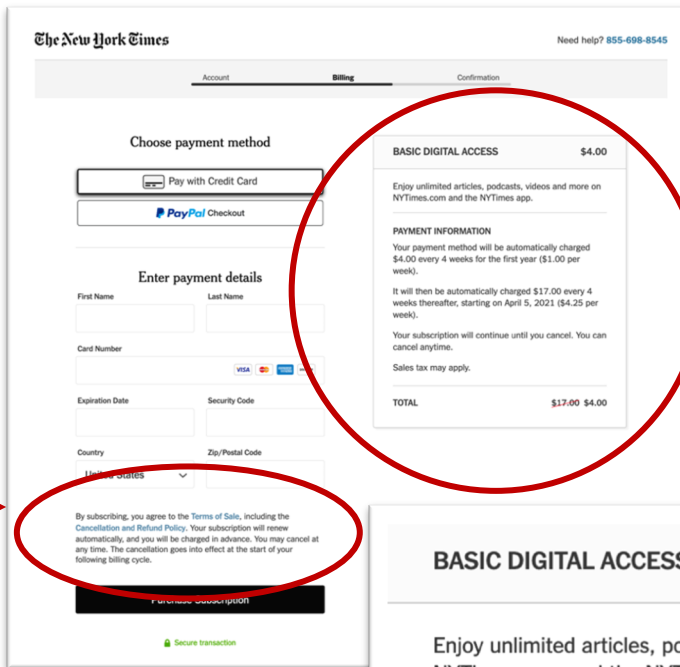 The New York Times
Need help? 855-698-8545
Account Billing Confirmation
Choose payment method
Pay with Credit Card
PayPal Checkout
Enter payment details
First Name Last Name
Card Number
VISA
Expiration Date Security Code
Country Zip/Postal Code
United States
By subscribing, you agree to the Terms of Sale, including the
Cancellation and Refund Policy. Your subscription will renew
automatically, and you will be charged in advance. You may cancel at
any time. The cancellation goes into effect at the start of your
following billing cycle.
Purchase Subscription
Secure transaction
BASIC DIGITAL ACCESS $4.00
Enjoy unlimited articles, podcasts, videos and more on
NYTimes.com and the NYTimes app.
PAYMENT INFORMATION
Your payment method will be automatically charged
$4.00 every 4 weeks for the first year ($1.00 per
week).
It will then be automatically charged $17.00 every 4
weeks thereafter, starting on April 5, 2021 ($4.25 per
week).
Your subscription will continue until you cancel. You can
cancel anytime.
Sales tax may apply.
TOTAL $17.00 $4.00
BASIC DIGITAL ACCESS
Enjoy unlimited articles, po